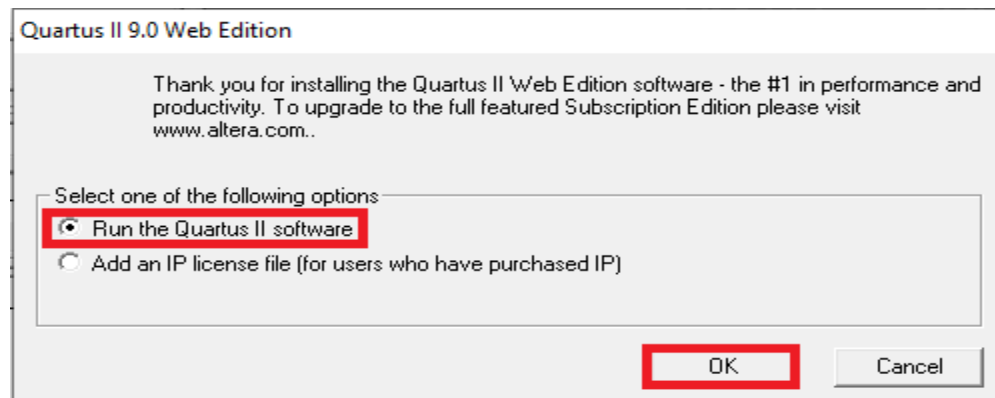 Quartus II 9.0 Web Edition
Thank you for installing the Quartus II Web Edition software - the #1 in performance and
productivity. To upgrade to the full featured Subscription Edition please visit
www.altera.com..
Select one of the following options
Run the Quartus II software
Add an IP license file (for users who have purchased IP)
OK Cancel